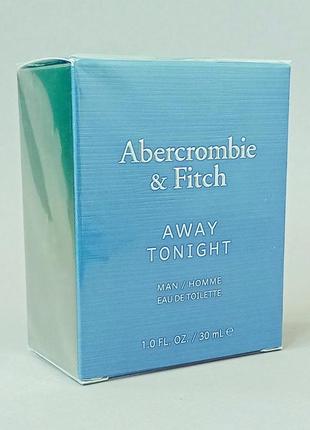 Abercrombie
& Fitch
AWAY
TONIGHT
MAN / HOMME
EAU DE TOILETTE
1.0 FL. OZ. / 30 mL ℮